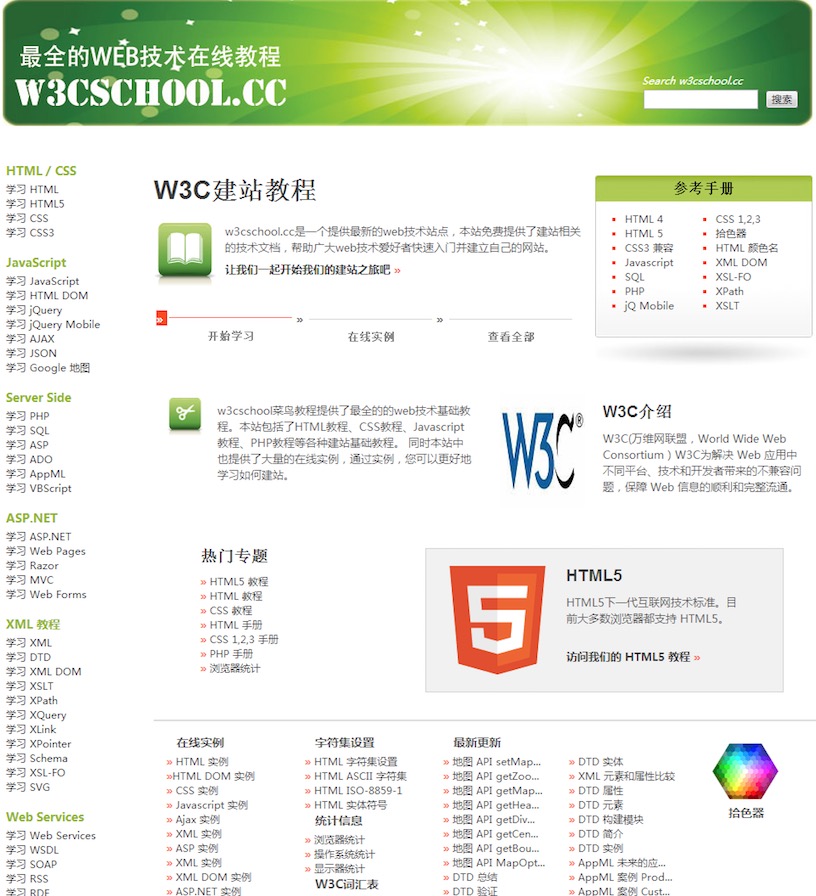 最全的WEB技术在线教程
W3CSCHOOL.CC
Search w3cschool.cc
搜索
HTML / CSS
学习 HTML
学习 HTML5
学习 CSS
学习 CSS3
JavaScript
学习 JavaScript
学习 HTML DOM
学习 jQuery
学习 jQuery Mobile
学习 AJAX
学习 JSON
学习 Google 地图
Server Side
学习 PHP
学习 SQL
学习 ASP
学习 ADO
学习 AppML
学习 VBScript
ASP.NET
学习 ASP.NET
学习 Web Pages
学习 Razor
学习 MVC
学习 Web Forms
XML 教程
学习 XML
学习 DTD
学习 XML DOM
学习 XSLT
学习 XPath
学习 XQuery
学习 XLink
学习 XPointer
学习 Schema
学习 XSL-FO
学习 SVG
Web Services
学习 Web Services
学习 WSDL
学习 SOAP
学习 RSS
学习 RDF
W3C建站教程
w3cschool.cc是一个提供最新的web技术站点，本站免费提供了建站相关
的技术文档，帮助广大web技术爱好者快速入门并建立自己的网站。
让我们一起开始我们的建站之旅吧 »
» » »
开始学习 在线实例 查看全部
参考手册
HTML 4
HTML 5
CSS3 兼容
Javascript
SQL
PHP
jQ Mobile
CSS 1,2,3
拾色器
HTML 颜色名
XML DOM
XSL-FO
XPath
XSLT
w3cschool菜鸟教程提供了最全的的web技术基础教
程。本站包括了HTML教程、CSS教程、Javascript
教程、PHP教程等各种建站基础教程。 同时本站中
也提供了大量的在线实例，通过实例，您可以更好地
学习如何建站。
W3C®
W3C介绍
W3C(万维网联盟，World Wide Web
Consortium ) W3C为解决 Web 应用中
不同平台、技术和开发者带来的不兼容问
题，保障 Web 信息的顺利和完整流通。
热门专题
» HTML5 教程
» HTML 教程
» CSS 教程
» HTML 手册
» CSS 1,2,3 手册
» PHP 手册
» 浏览器统计
5
HTML5
HTML5下一代互联网技术标准。目
前大多数浏览器都支持 HTML5。
访问我们的 HTML5 教程 »
在线实例
» HTML 实例
»HTML DOM 实例
» CSS 实例
» Javascript 实例
» Ajax 实例
» XML 实例
» ASP 实例
» XML 实例
» XML DOM 实例
» ASP.NET 实例
字符集设置
» HTML 字符集设置
» HTML ASCII 字符集
» HTML ISO-8859-1
» HTML 实体符号
统计信息
» 浏览器统计
» 操作系统统计
» 显示器统计
W3C词汇表
最新更新
» 地图 API setMap...
» 地图 API getZoo...
» 地图 API getMap...
» 地图 API getHea...
» 地图 API getDiv...
» 地图 API getCen...
» 地图 API getBou...
» 地图 API MapOpt...
» DTD 总结
» DTD 验证
» DTD 实体
» XML 元素和属性比较
» DTD 属性
» DTD 元素
» DTD 构建模块
» DTD 简介
» DTD 实例
» AppML 未来的应...
» AppML 案例 Prod...
» AppML 案例 Cust...
拾色器